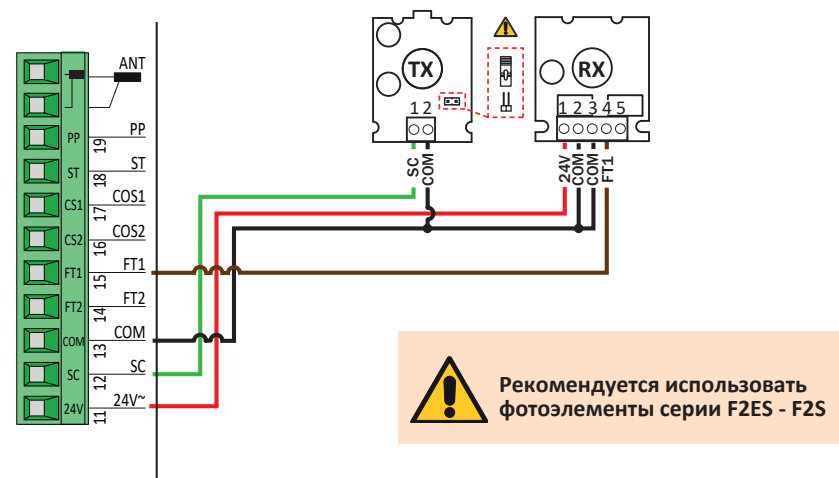 ANT
PP PP
19
ST ST
18
CS1 COS1
17
CS2 COS2
16
FT1 FT1
15
FT2 FT2
14
COM COM
13
SC SC
12
24V 24V~
11
TX
1 2
SC COM
RX
1 2 3 4 5
24V COM COM FT1
Рекомендуется использовать
фотоэлементы серии F2ES - F2S